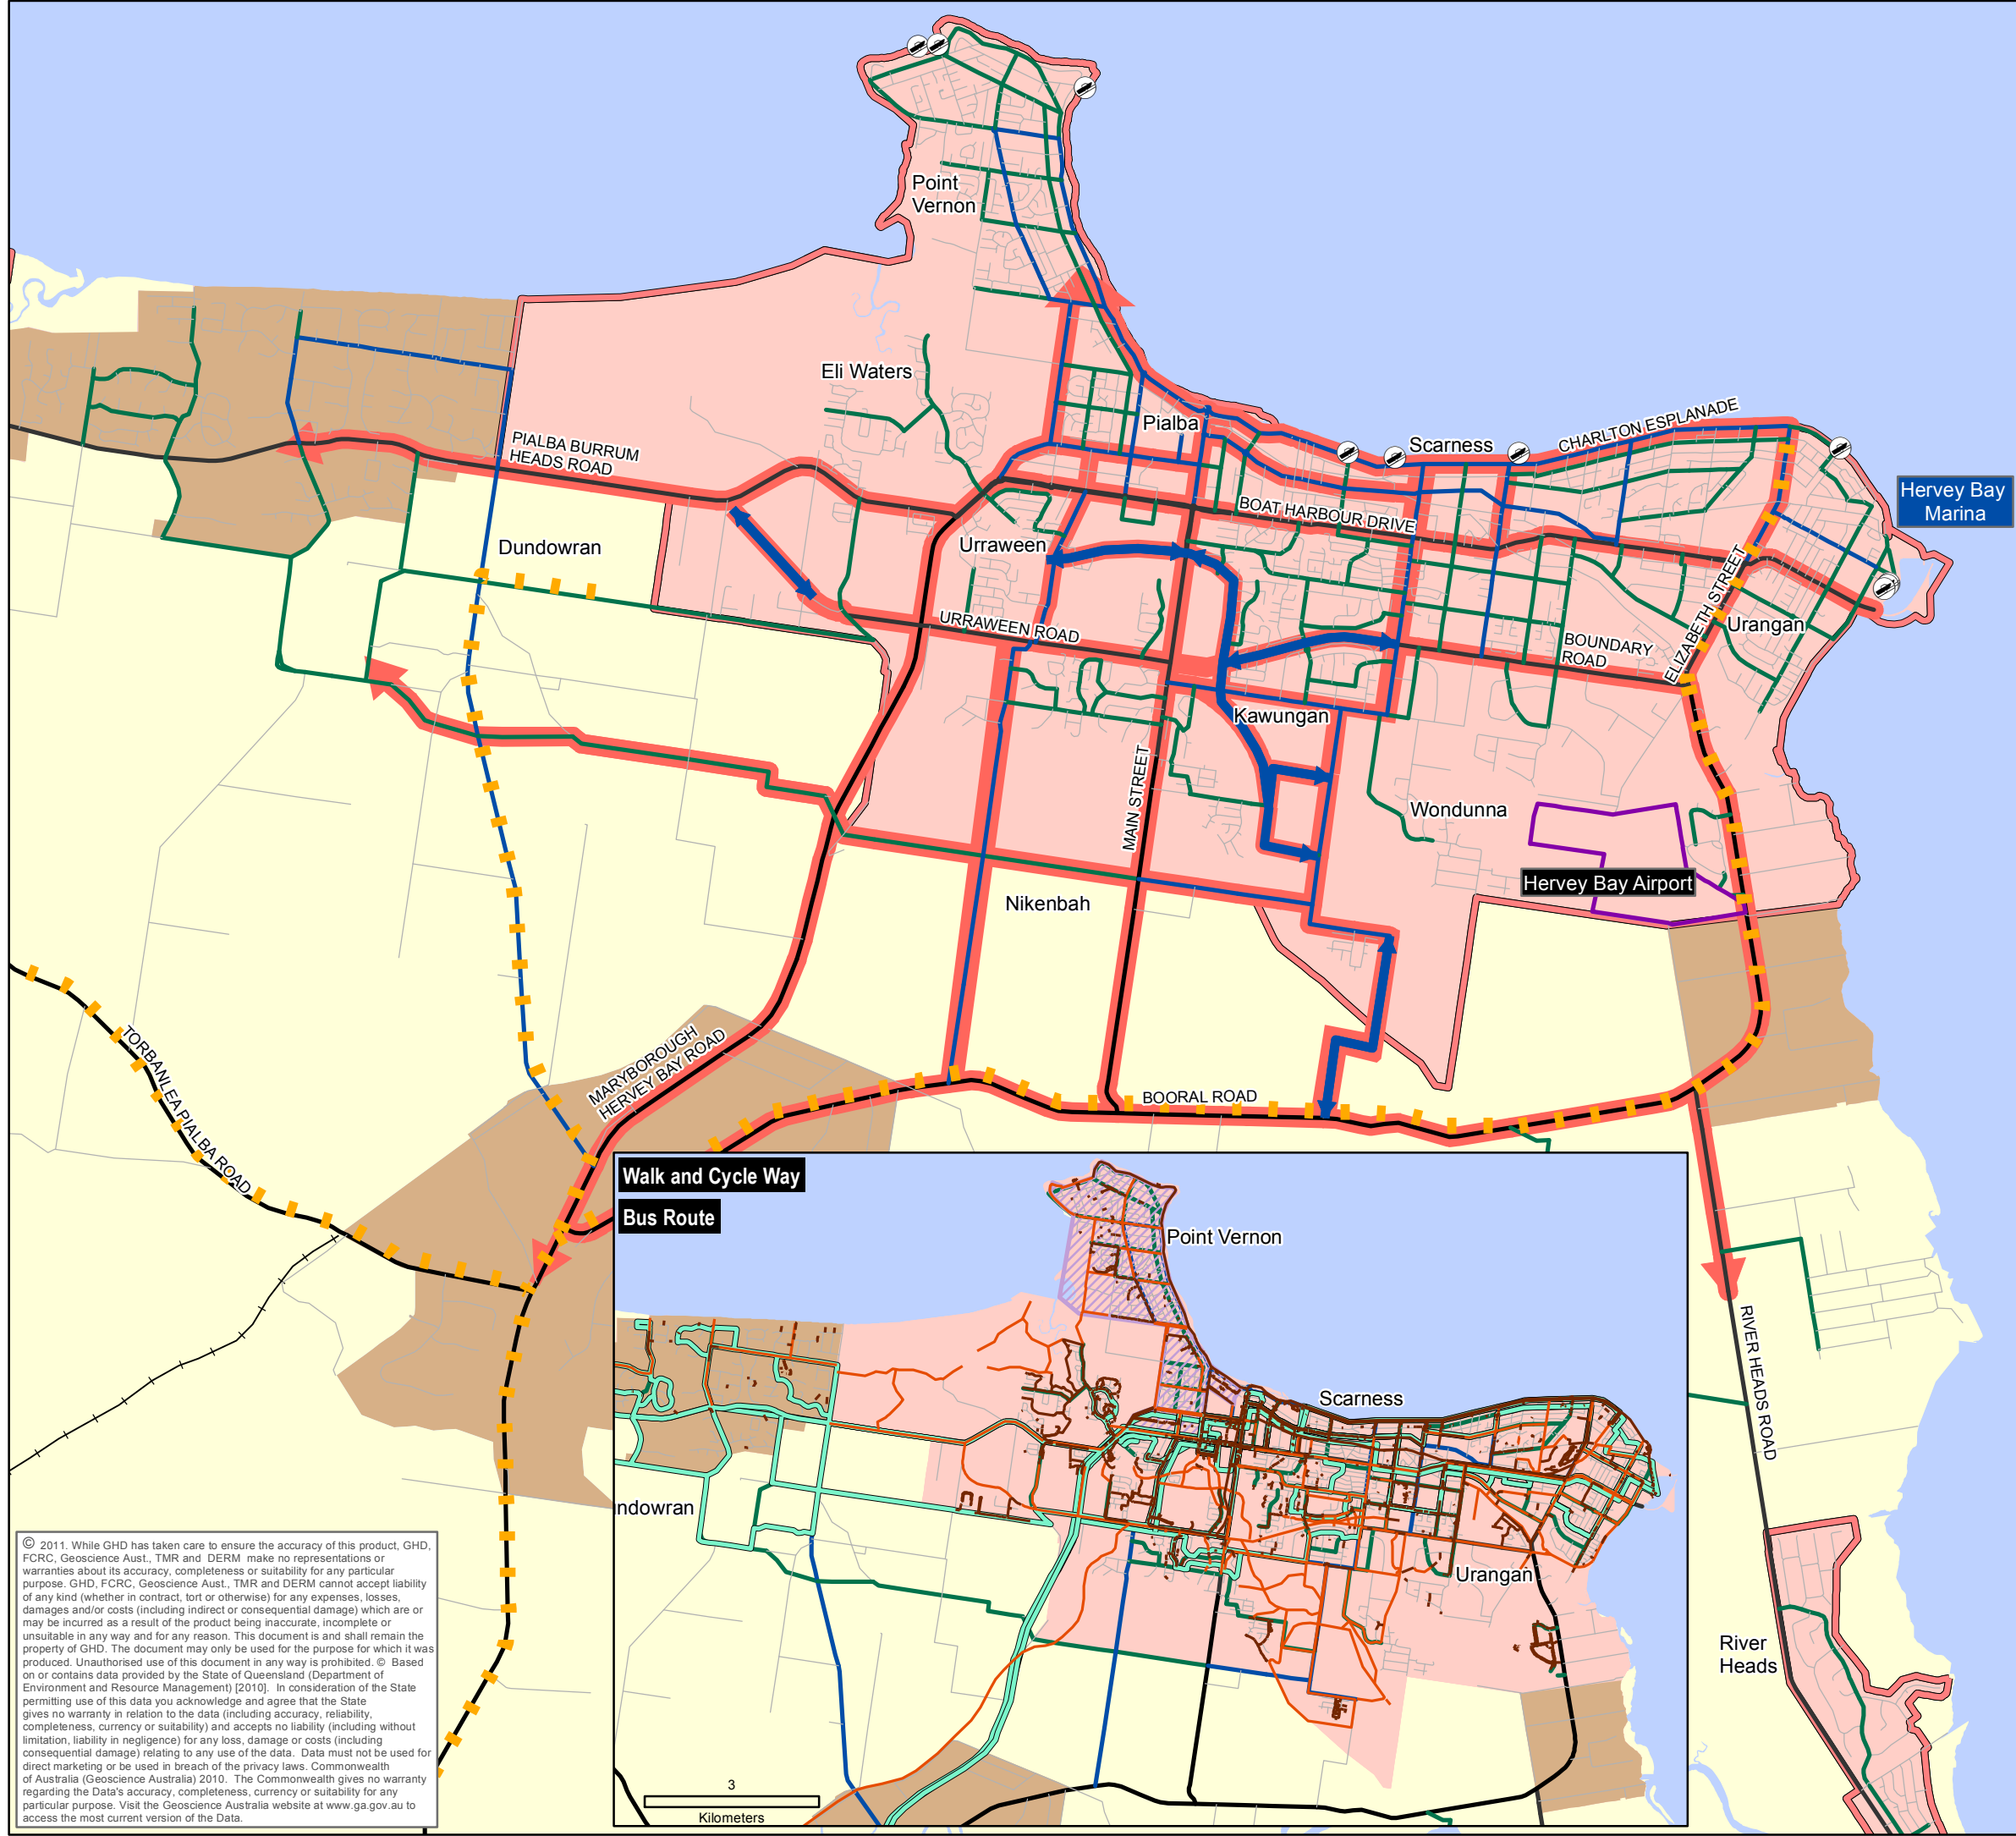 Point
Vernon
Eli Waters
Pialba
Scarness
CHARLTON ESPLANADE
PIALBA BURRUM
HEADS ROAD
Hervey Bay
Marina
BOAT HARBOUR DRIVE
Dundowran
Urraween
ELIZABETH STREET
URRAWEEN ROAD
Urangan
BOUNDARY
ROAD
Kawungan
MAIN STREET
Wondunna
Hervey Bay Airport
Nikenbah
TORBANLEA PIALBA ROAD
MARYBOROUGH
HERVEY BAY ROAD
BOORAL ROAD
Walk and Cycle Way
Bus Route
Point Vernon
Scarness
RIVER HEADS ROAD
ndowran
Urangan
River
Heads
3
Kilometers
© 2011. While GHD has taken care to ensure the accuracy of this product, GHD,
FCRC, Geoscience Aust., TMR and DERM make no representations or
warranties about its accuracy, completeness or suitability for any particular
purpose. GHD, FCRC, Geoscience Aust., TMR and DERM cannot accept liability
of any kind (whether in contract, tort or otherwise) for any expenses, losses,
damages and/or costs (including indirect or consequential damage) which are or
may be incurred as a result of the product being inaccurate, incomplete or
unsuitable in any way and for any reason. This document is and shall remain the
property of GHD. The document may only be used for the purpose for which it was
produced. Unauthorised use of this document in any way is prohibited. © Based
on or contains data provided by the State of Queensland (Department of
Environment and Resource Management) [2010]. In consideration of the State
permitting use of this data you acknowledge and agree that the State
gives no warranty in relation to the data (including accuracy, reliability,
completeness, currency or suitability) and accepts no liability (including without
limitation, liability in negligence) for any loss, damage or costs (including
consequential damage) relating to any use of the data. Data must not be used for
direct marketing or be used in breach of the privacy laws. Commonwealth
of Australia (Geoscience Australia) 2010. The Commonwealth gives no warranty
regarding the Data's accuracy, completeness, currency or suitability for any
particular purpose. Visit the Geoscience Australia website at www.ga.gov.au to
access the most current version of the Data.